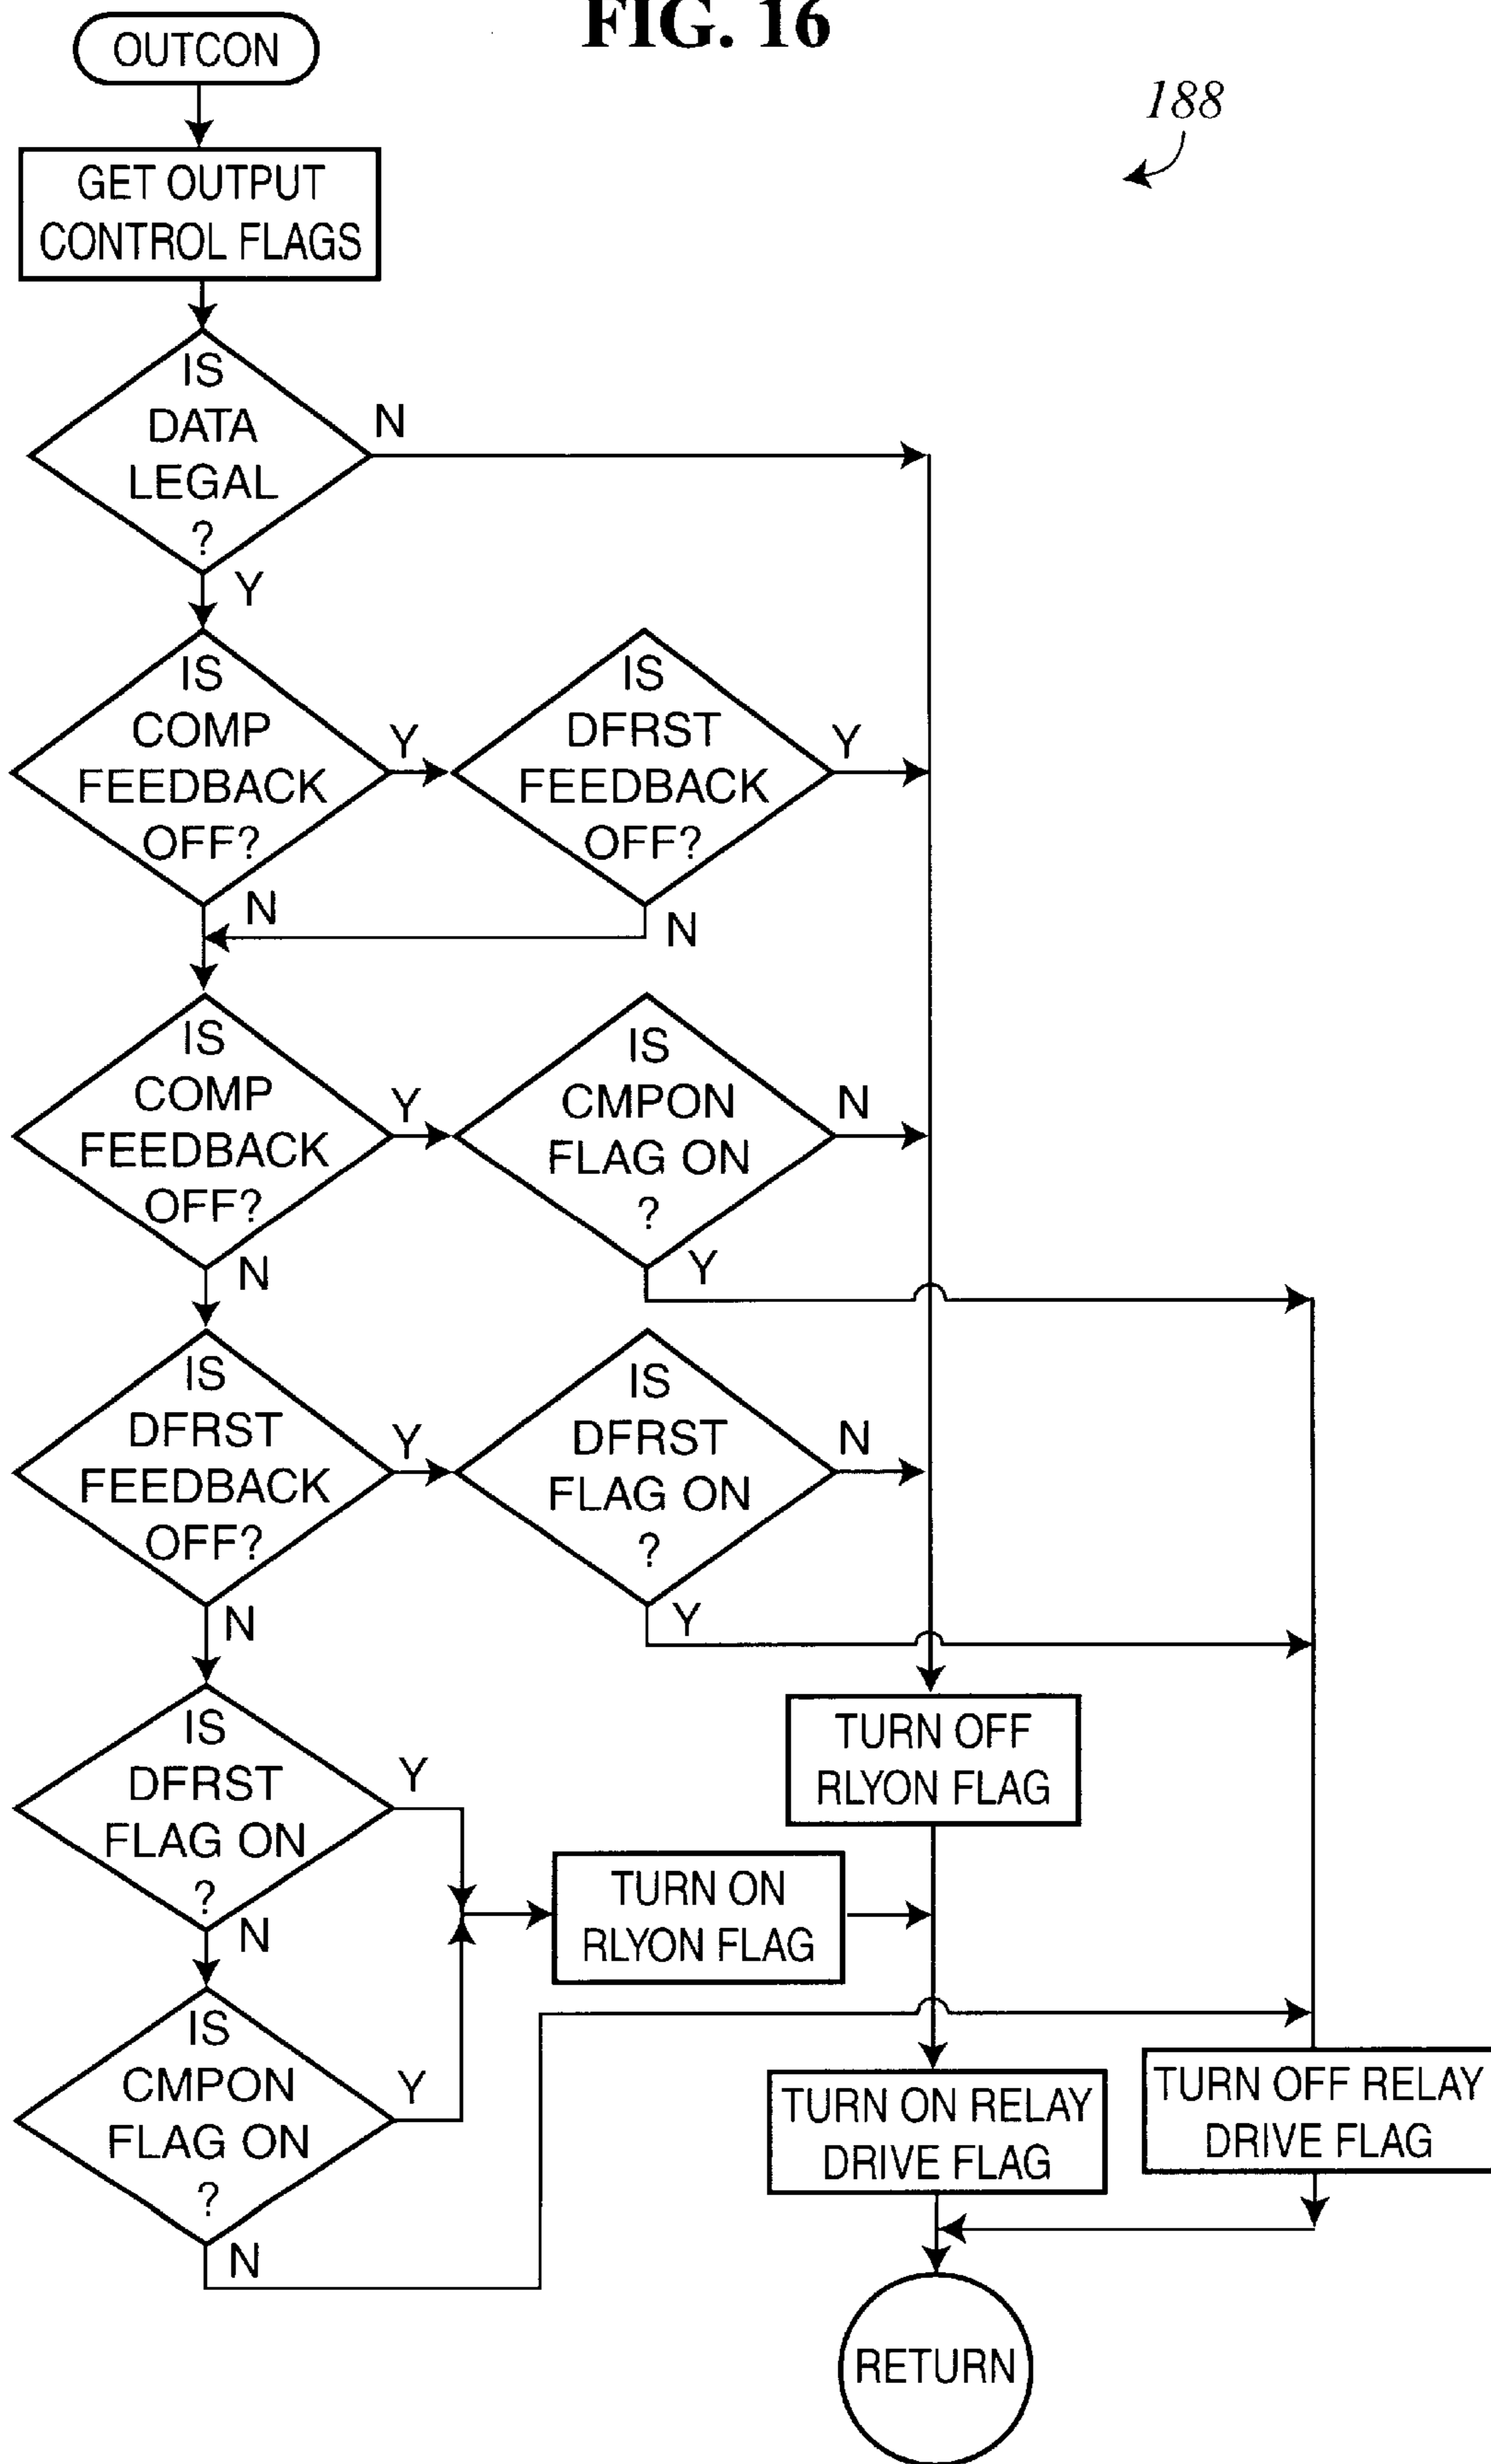 FIG. 16
188
OUTCON
GET OUTPUT
CONTROL FLAGS
IS
DATA
LEGAL
?
N
Y
IS
COMP
FEEDBACK
OFF?
Y
N
IS
DFRST
FEEDBACK
OFF?
Y
N
IS
COMP
FEEDBACK
OFF?
Y
N
IS
CMPON
FLAG ON
?
N
Y
IS
DFRST
FEEDBACK
OFF?
Y
N
IS
DFRST
FLAG ON
?
N
Y
IS
DFRST
FLAG ON
?
Y
N
IS
CMPON
FLAG ON
?
Y
N
TURN OFF
RLYON FLAG
TURN ON
RLYON FLAG
TURN ON RELAY
DRIVE FLAG
TURN OFF RELAY
DRIVE FLAG
RETURN